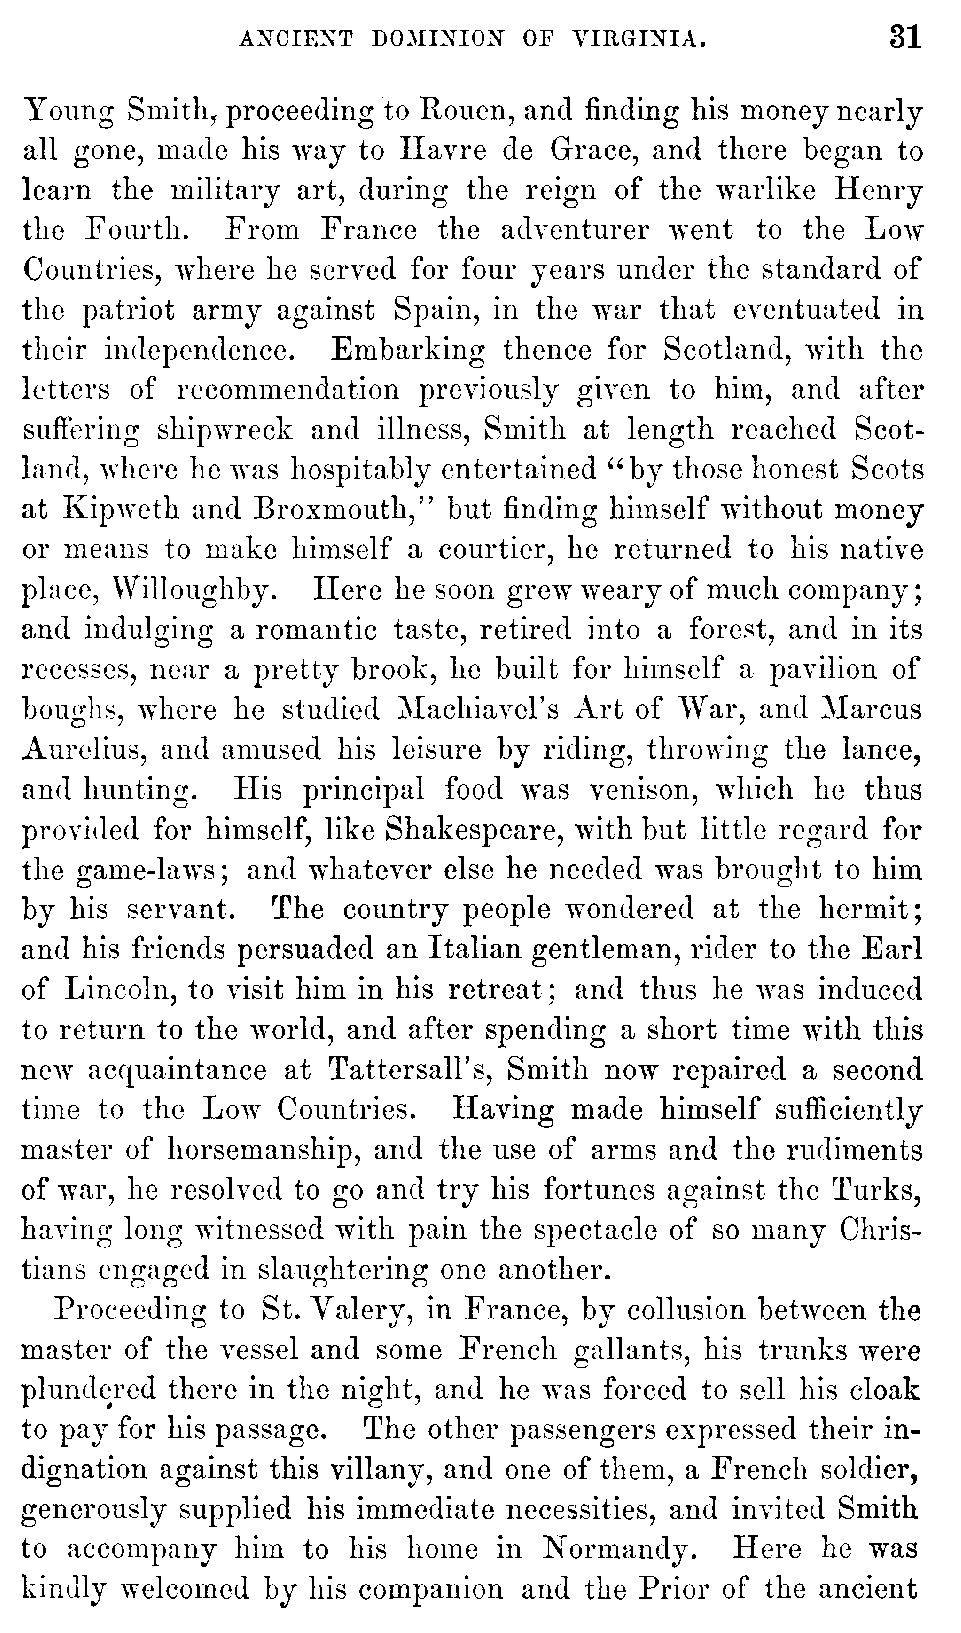 ANCIENT DOMINION OF VIRGINIA. 31
Young Smith, proceeding to Rouen, and finding his money nearly
all gone, made his way to Havre de Grace, and there began to
learn the military art, during the reign of the warlike Henry
the Fourth. From France the adventurer went to the Low
Countries, where he served for four years under the standard of
the patriot army against Spain, in the war that eventuated in
their independence. Embarking thence for Scotland, with the
letters of recommendation previously given to him, and after
suffering shipwreck and illness, Smith at length reached Scot-
land, where he was hospitably entertained "by those honest Scots
at Kipweth and Broxmouth," but finding himself without money
or means to make himself a courtier, he returned to his native
place, Willoughby. Here he soon grew weary of much company;
and indulging a romantic taste, retired into a forest, and in its
recesses, near a pretty brook, he built for himself a pavilion of
boughs, where he studied Machiavel's Art of War, and Marcus
Aurelius, and amused his leisure by riding, throwing the lance,
and hunting. His principal food was venison, which he thus
provided for himself, like Shakespeare, with but little regard for
the game-laws; and whatever else he needed was brought to him
by his servant. The country people wondered at the hermit;
and his friends persuaded an Italian gentleman, rider to the Earl
of Lincoln, to visit him in his retreat; and thus he was induced
to return to the world, and after spending a short time with this
new acquaintance at Tattersall's, Smith now repaired a second
time to the Low Countries. Having made himself sufficiently
master of horsemanship, and the use of arms and the rudiments
of war, he resolved to go and try his fortunes against the Turks,
having long witnessed with pain the spectacle of so many Chris-
tians engaged in slaughtering one another.
Proceeding to St. Valery, in France, by collusion between the
master of the vessel and some French gallants, his trunks were
plundered there in the night, and he was forced to sell his cloak
to pay for his passage. The other passengers expressed their in-
dignation against this villany, and one of them, a French soldier,
generously supplied his immediate necessities, and invited Smith
to accompany him to his home in Normandy. Here he was
kindly welcomed by his companion and the Prior of the ancient